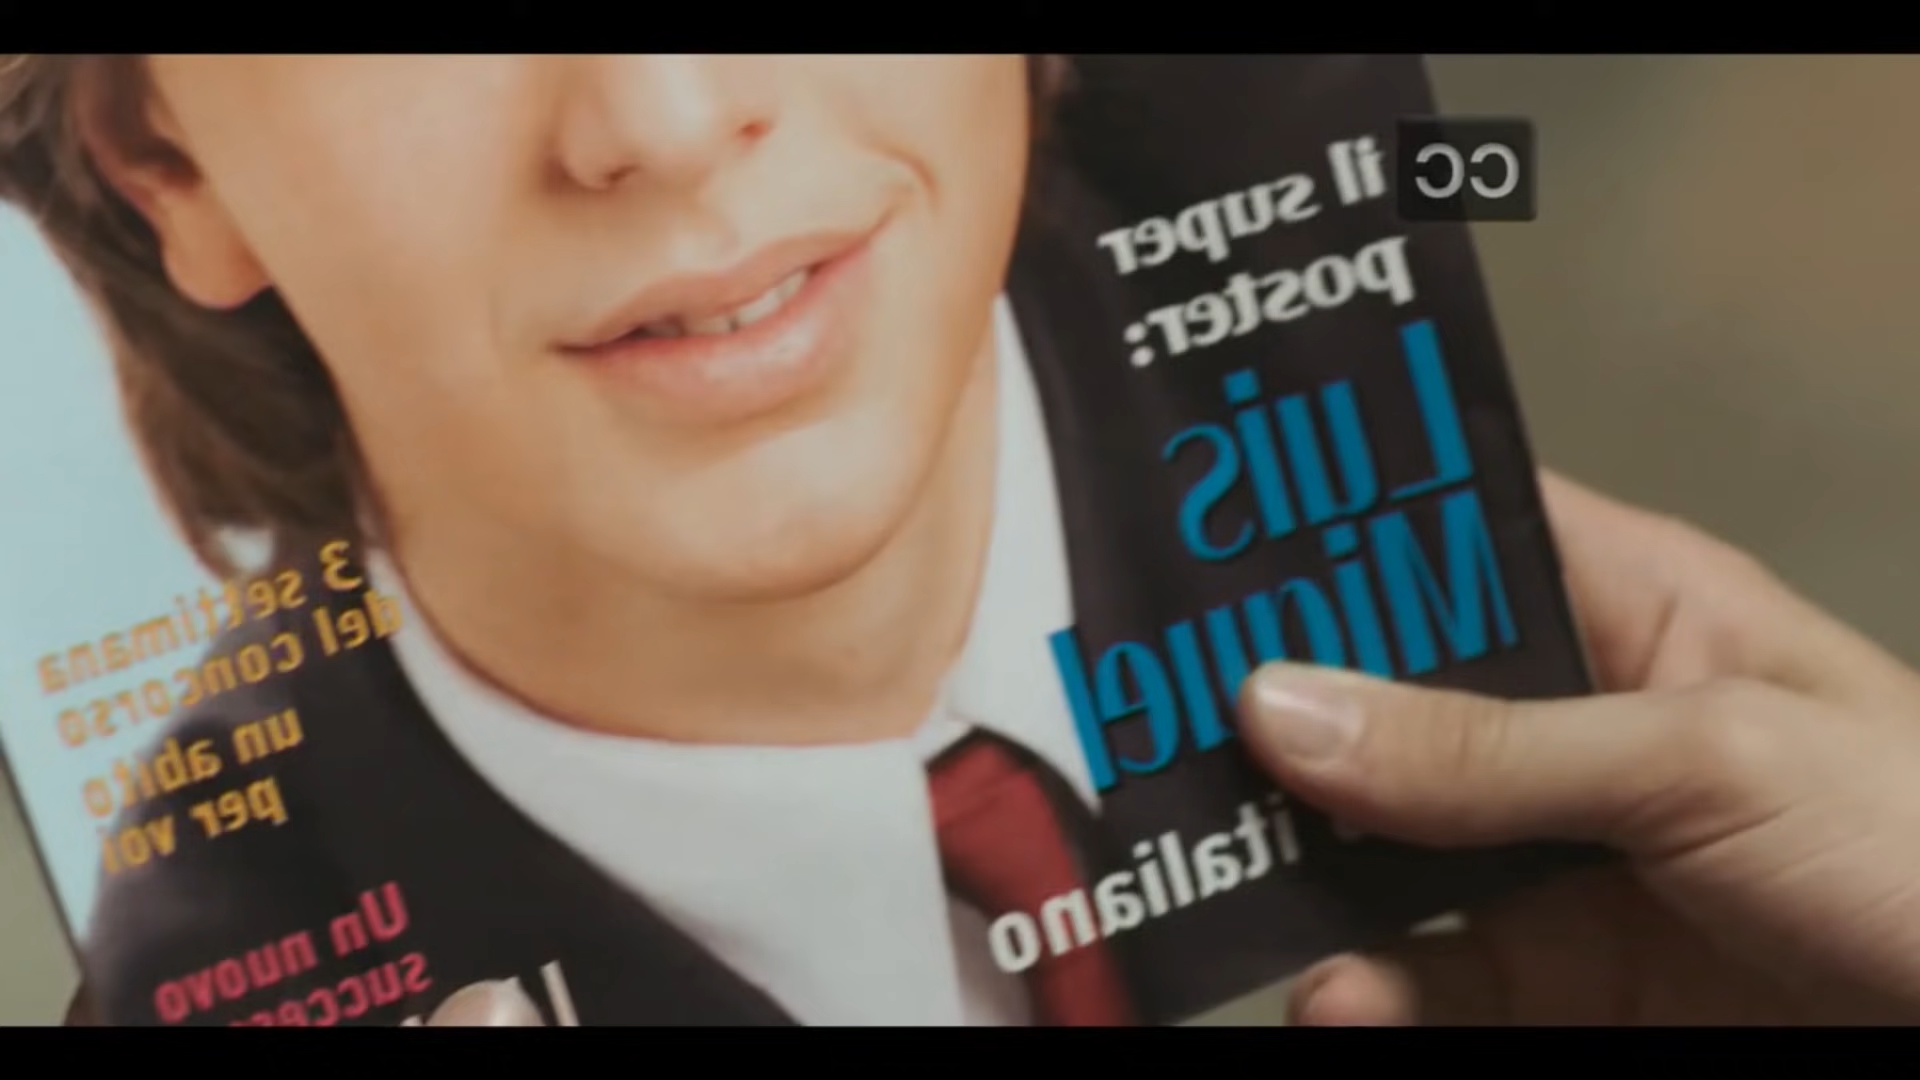 CC
il super
poster:
Luis
Miguel
italiano
3 settimana
del concorso
un abito
per voi
Un nuovo